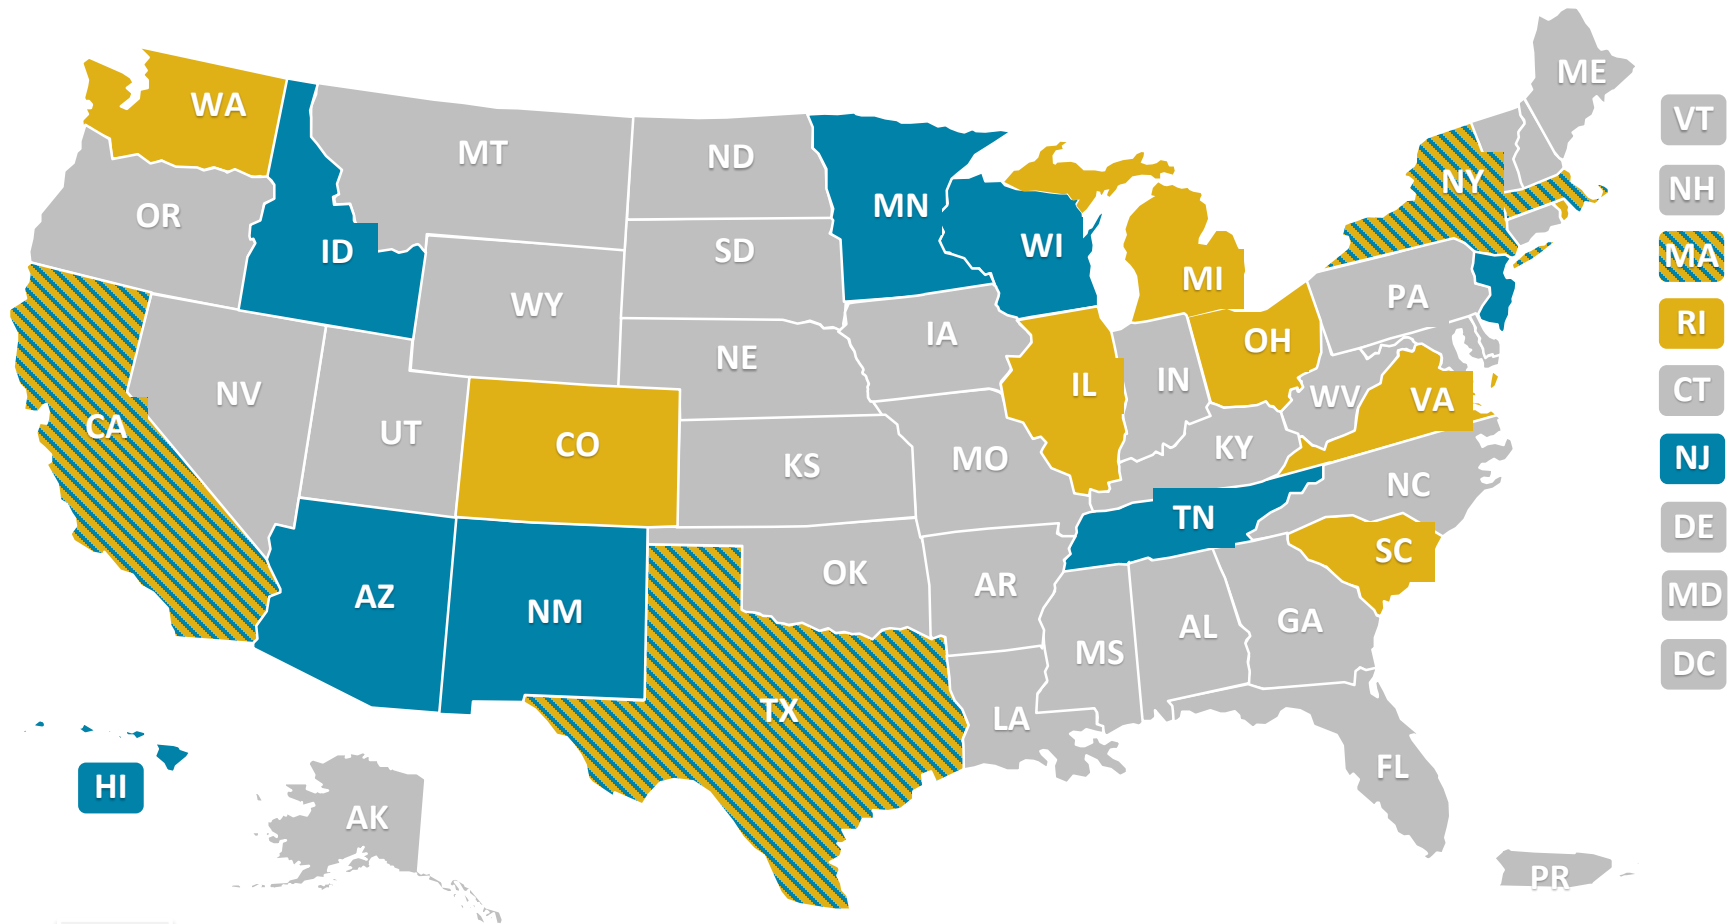 ME
WA
VT
MT
ND
NH
NY
MN
OR
SD
WI
ID
MA
MI
PA
WY
RI
IA
OH
NE
IN
IL
CT
NV
WV
VA
CA
UT
CO
KY
NJ
MO
KS
NC
TN
DE
SC
OK
AR
AZ
MD
NM
GA
AL
MS
DC
TX
LA
FL
HI
AK
PR